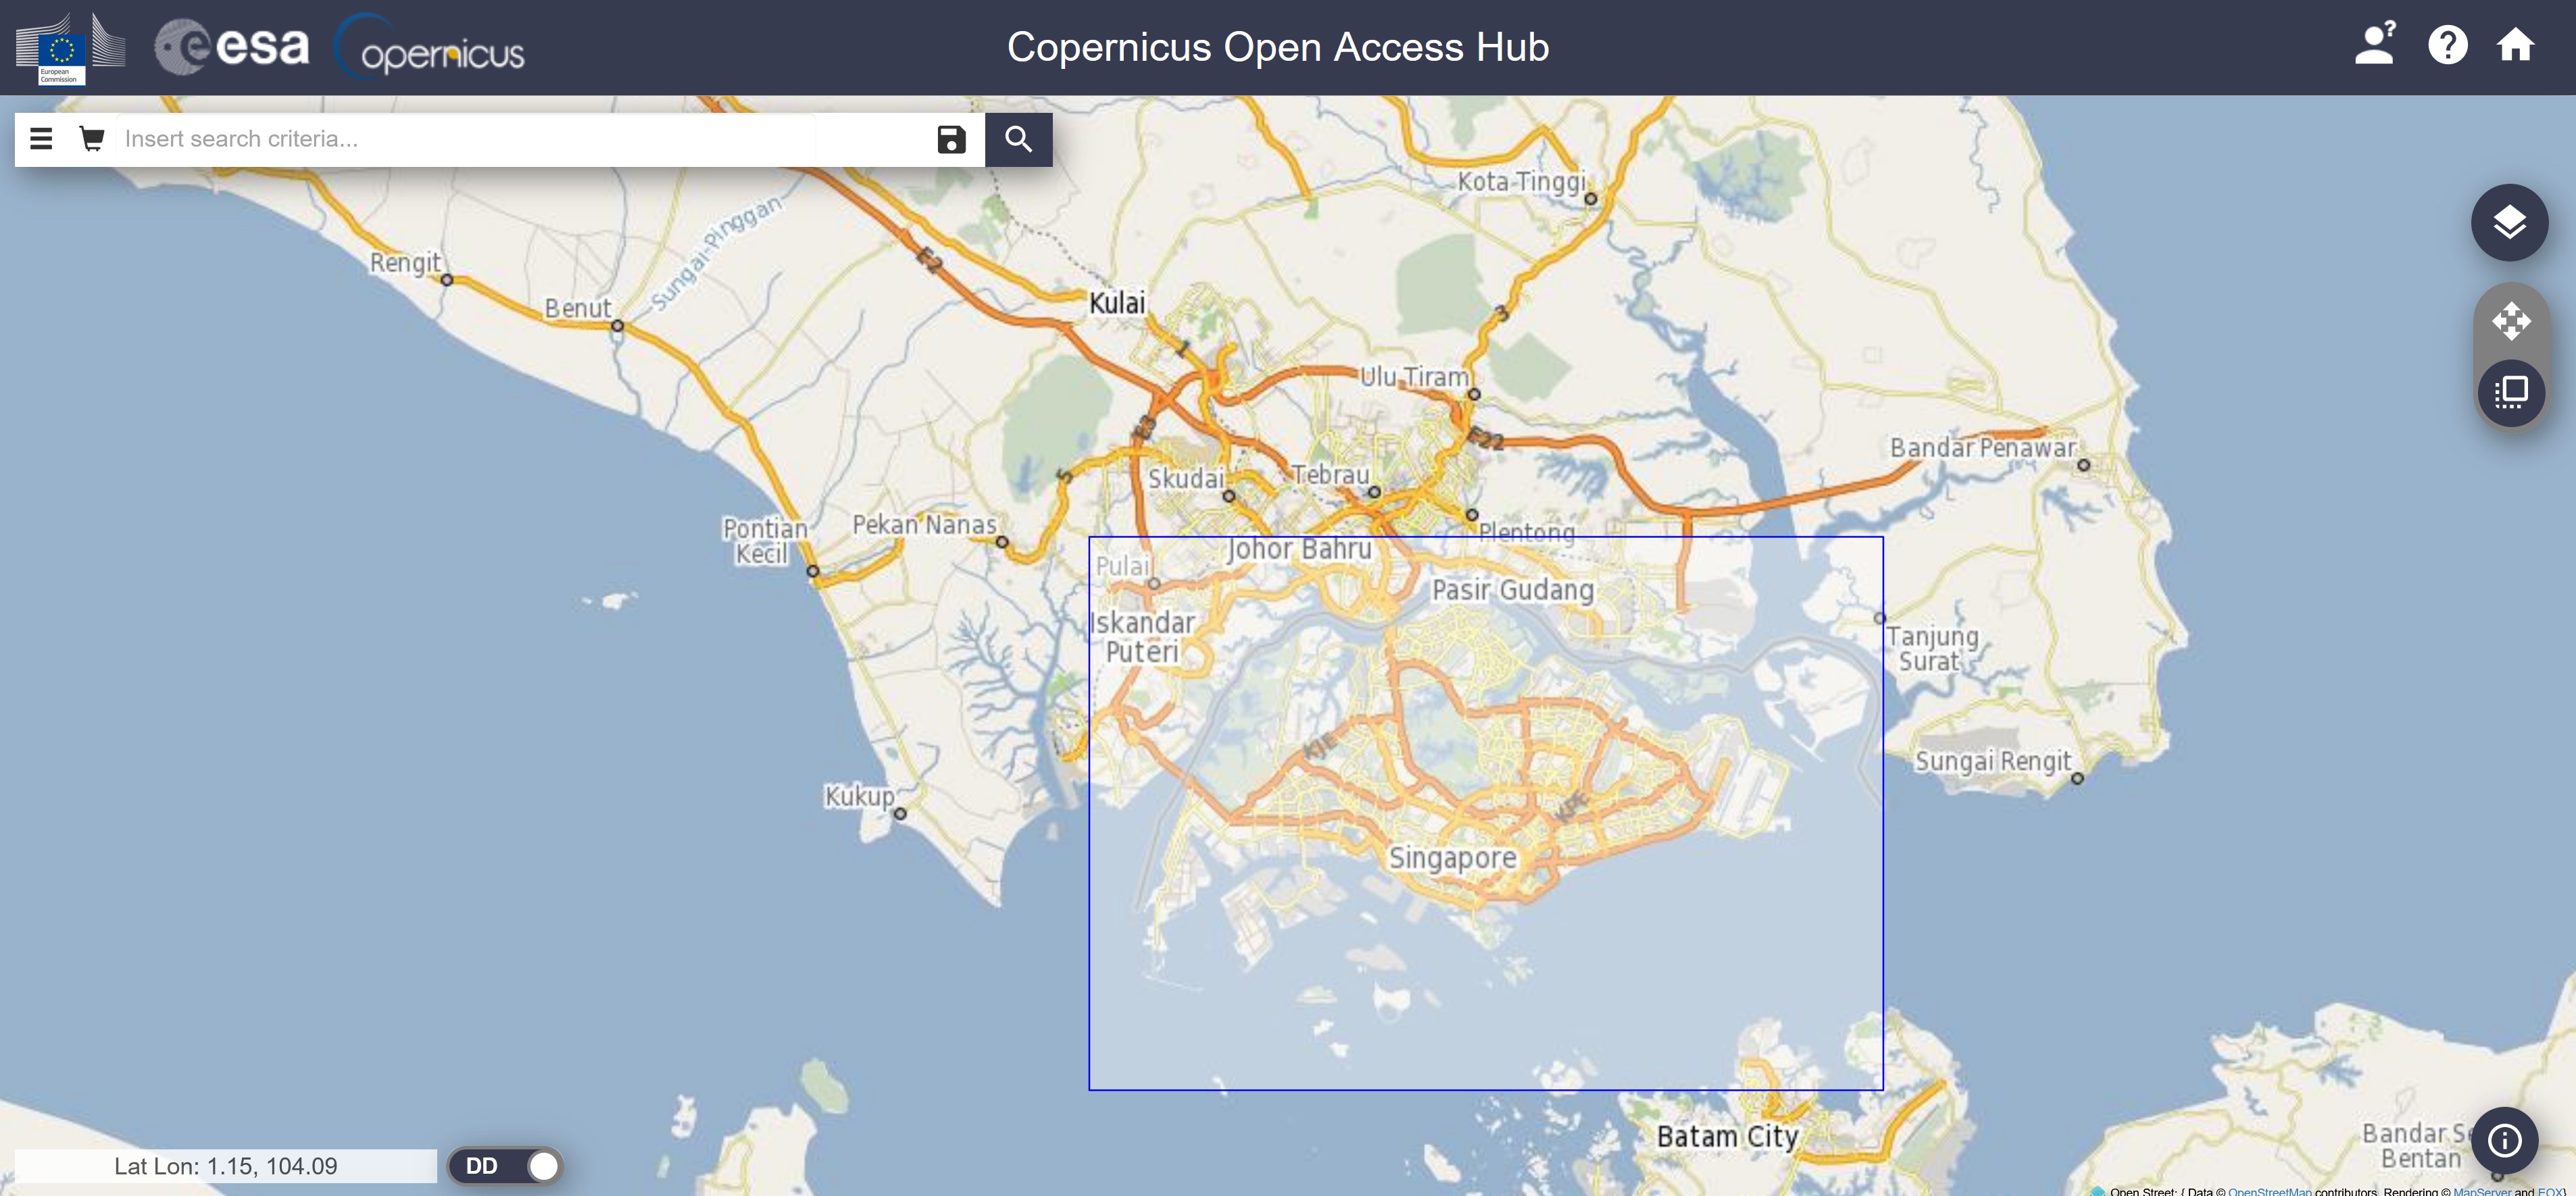 European
Commission
esa
opernicus
Copernicus Open Access Hub
?
?
Insert search criteria...
Kota Tinggi
Sungai Pinggan
E2
Rengit
Benut
Kulai
3
1
Ulu Tiram
E3
E22
Bandar Penawar
5
Skudai
Tebrau
Pontian
Kecil
Pekan Nanas
Plentong
Johor Bahru
Pulai
Pasir Gudang
Iskandar
Puteri
Tanjung
Surat
KJE
Sungai Rengit
Kukup
KPE
Singapore
Batam City
Bandar Se
Bentan
Lat Lon: 1.15, 104.09
DD
Open Street: { Data © OpenStreetMap contributors, Rendering © MapServer and EOX}